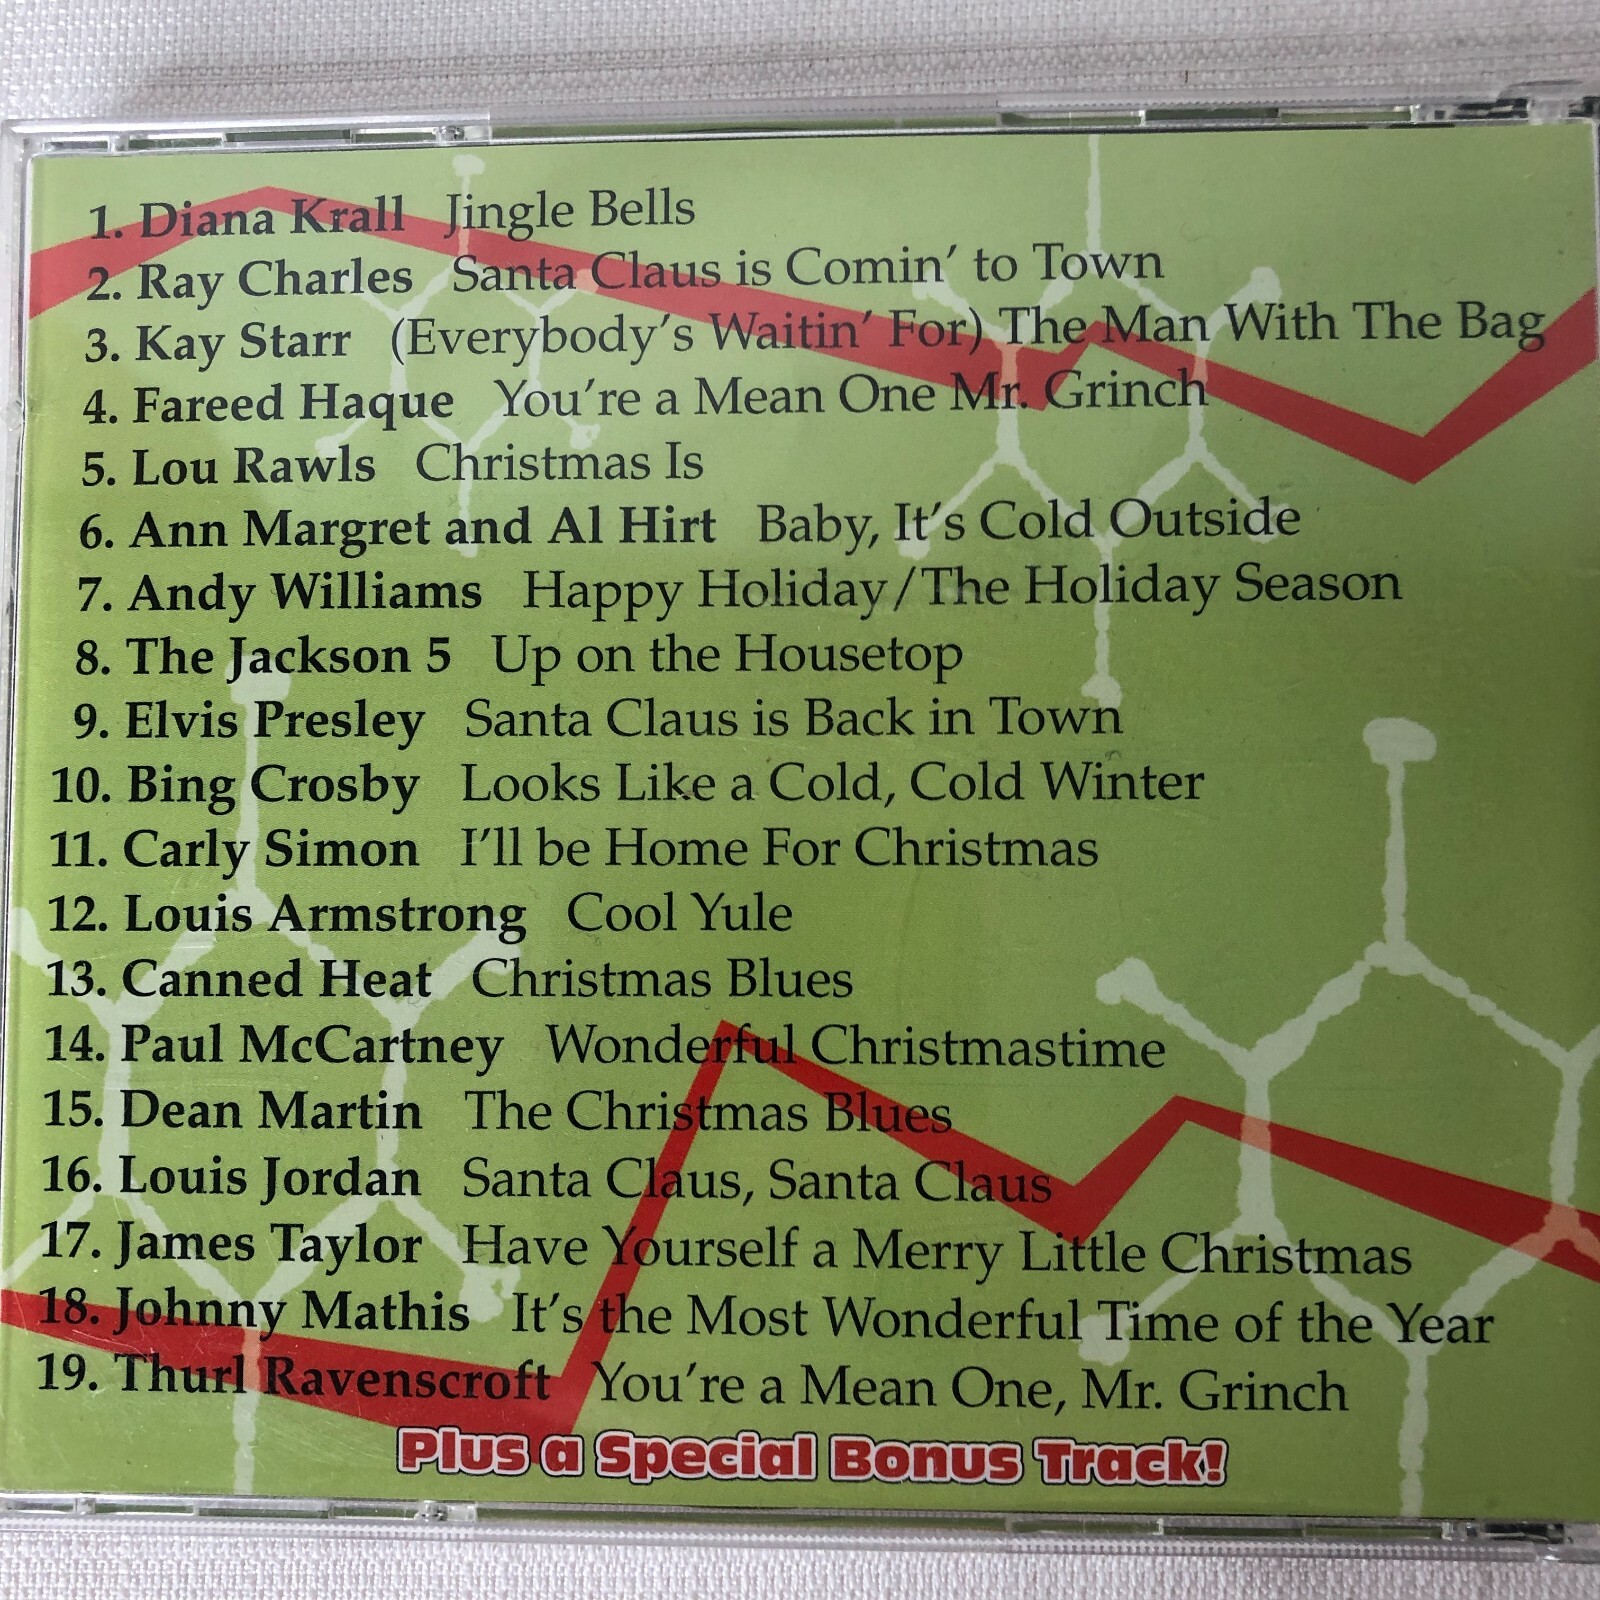 1. Diana Krall Jingle Bells
2. Ray Charles Santa Claus is Comin' to Town
3. Kay Starr (Everybody's Waitin' For) The Man With The Bag
4. Fareed Haque You're a Mean One Mr. Grinch
5. Lou Rawls Christmas Is
6. Ann Margret and Al Hirt Baby, It's Cold Outside
7. Andy Williams Happy Holiday/The Holiday Season
8. The Jackson 5 Up on the Housetop
9. Elvis Presley Santa Claus is Back in Town
10. Bing Crosby Looks Like a Cold, Cold Winter
11. Carly Simon I'll be Home For Christmas
12. Louis Armstrong Cool Yule
13. Canned Heat Christmas Blues
14. Paul McCartney Wonderful Christmastime
15. Dean Martin The Christmas Blues
16. Louis Jordan Santa Claus, Santa Claus
17. James Taylor Have Yourself a Merry Little Christmas
18. Johnny Mathis It's the Most Wonderful Time of the Year
19. Thurl Ravenscroft You're a Mean One, Mr. Grinch
Plus a Special Bonus Track!